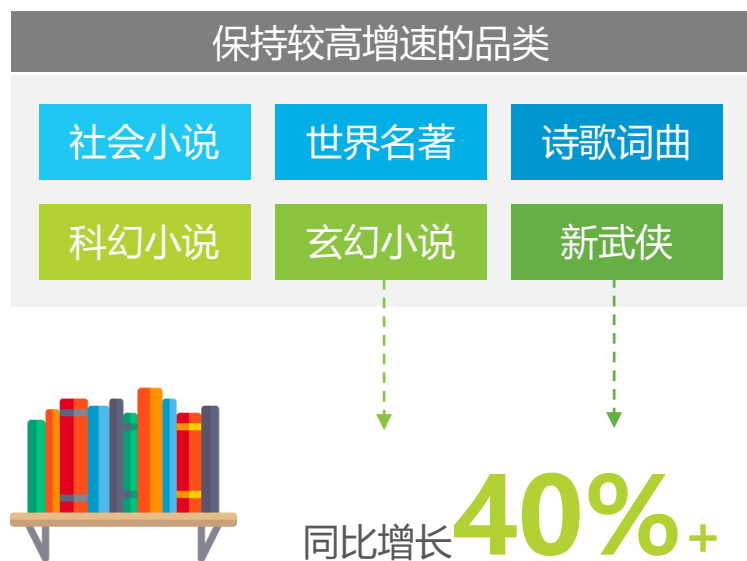 保持较高增速的品类
社会小说 世界名著 诗歌词曲
科幻小说 玄幻小说 新武侠
同比增长40%+